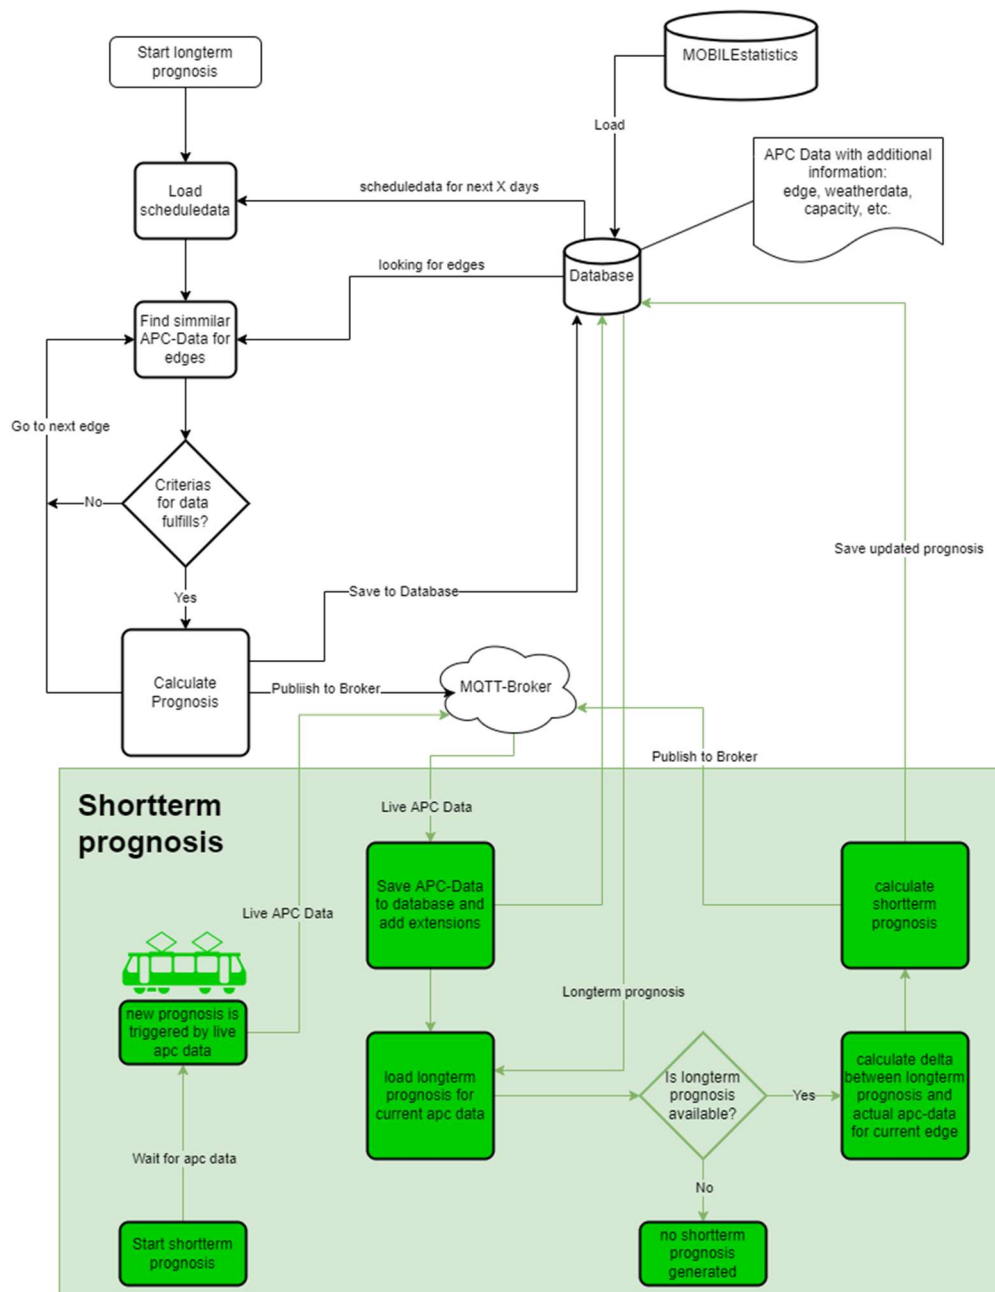 Start longterm
prognosis
MOBILEstatistics
Load
APC Data with additional
information:
edge, weatherdata,
capacity, etc.
Load
scheduledata
scheduledata for next X days
looking for edges
Database
Find simmilar
APC-Data for
edges
Go to next edge
Criterias
for data
fulfills?
No
Save updated prognosis
Yes
Save to Database
Calculate
Prognosis
Publiish to Broker
MQTT-Broker
Publish to Broker
Shortterm
prognosis
Live APC Data
Save APC-Data
to database and
add extensions
calculate
shortterm
prognosis
Live APC Data
Longterm prognosis
new prognosis is
triggered by live
apc data
load longterm
prognosis for
current apc data
Is longterm
prognosis
available?
Yes
calculate delta
between longterm
prognosis and
actual apc-data
for current edge
Wait for apc data
No
Start shortterm
prognosis
no shortterm
prognosis
generated